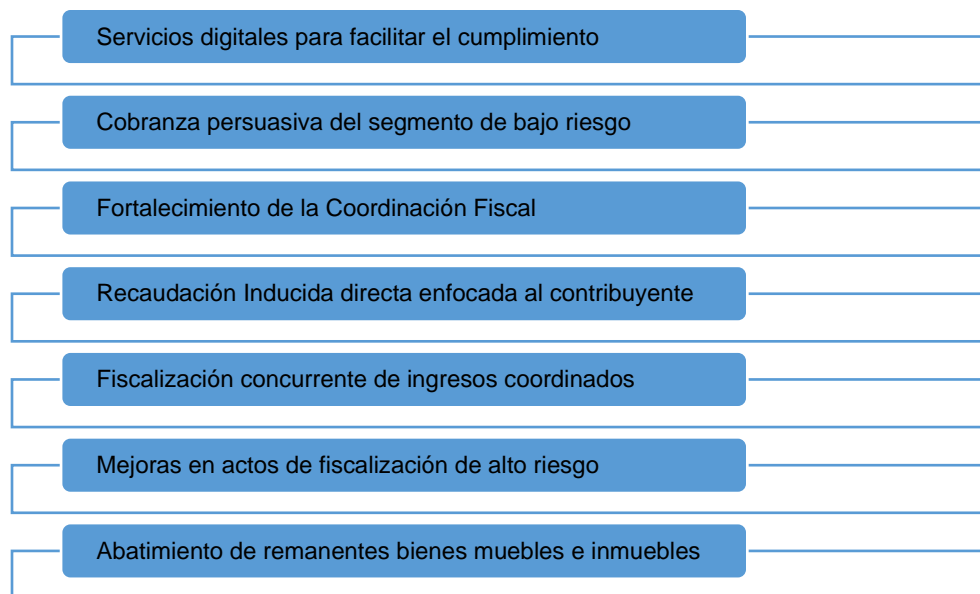 Servicios digitales para facilitar el cumplimiento
Cobranza persuasiva del segmento de bajo riesgo
Fortalecimiento de la Coordinación Fiscal
Recaudación Inducida directa enfocada al contribuyente
Fiscalización concurrente de ingresos coordinados
Mejoras en actos de fiscalización de alto riesgo
Abatimiento de remanentes bienes muebles e inmuebles